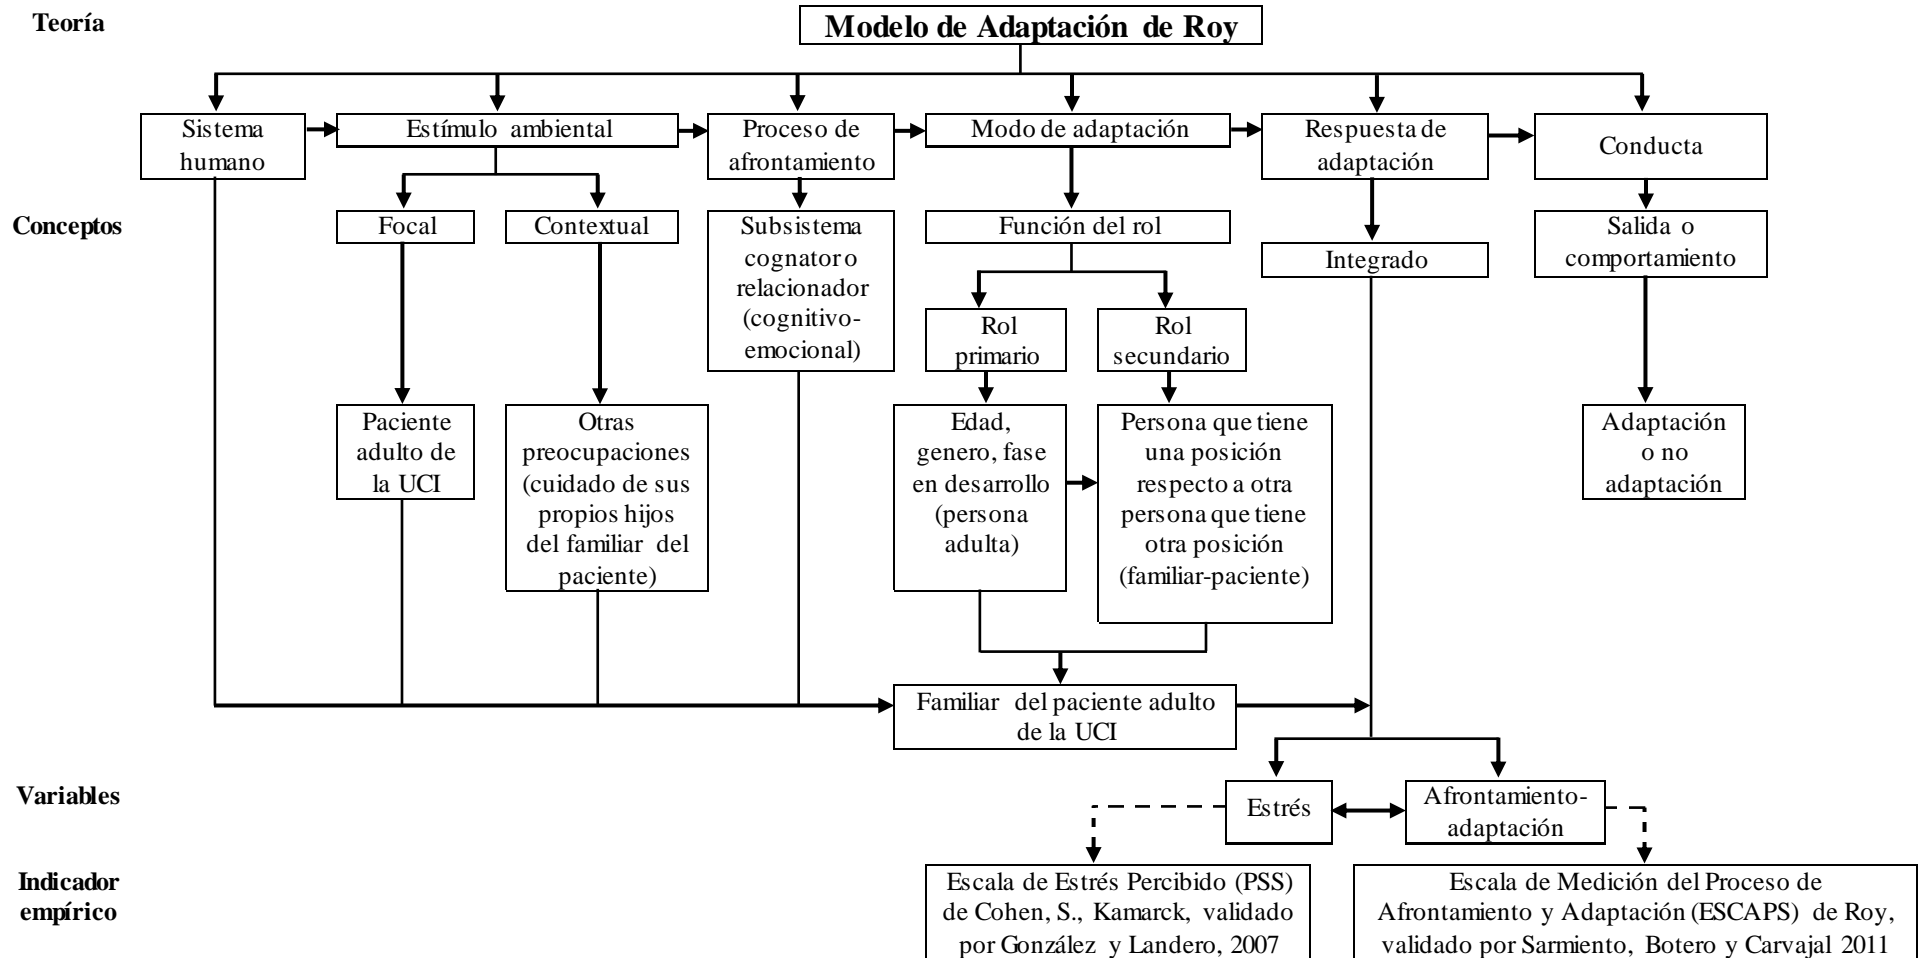 Teoría
Modelo de Adaptación de Roy
Sistema
humano
Estímulo ambiental
Proceso de
afrontamiento
Modo de adaptación
Respuesta de
adaptación
Conducta
Conceptos
Focal
Contextual
Subsistema
cognator o
relacionador
(cognitivo-
emocional)
Función del rol
Integrado
Salida o
comportamiento
Rol
primario
Rol
secundario
Paciente
adulto de
la UCI
Otras
preocupaciones
(cuidado de sus
propios hijos
del familiar del
paciente)
Edad,
genero, fase
en desarrollo
(persona
adulta)
Persona que tiene
una posición
respecto a otra
persona que tiene
otra posición
(familiar-paciente)
Adaptación
o no
adaptación
Familiar del paciente adulto
de la UCI
Variables
Estrés
Afrontamiento-
adaptación
Indicador
empírico
Escala de Estrés Percibido (PSS)
de Cohen, S., Kamarck, validado
por González y Landero, 2007
Escala de Medición del Proceso de
Afrontamiento y Adaptación (ESCAPS) de Roy,
validado por Sarmiento, Botero y Carvajal 2011